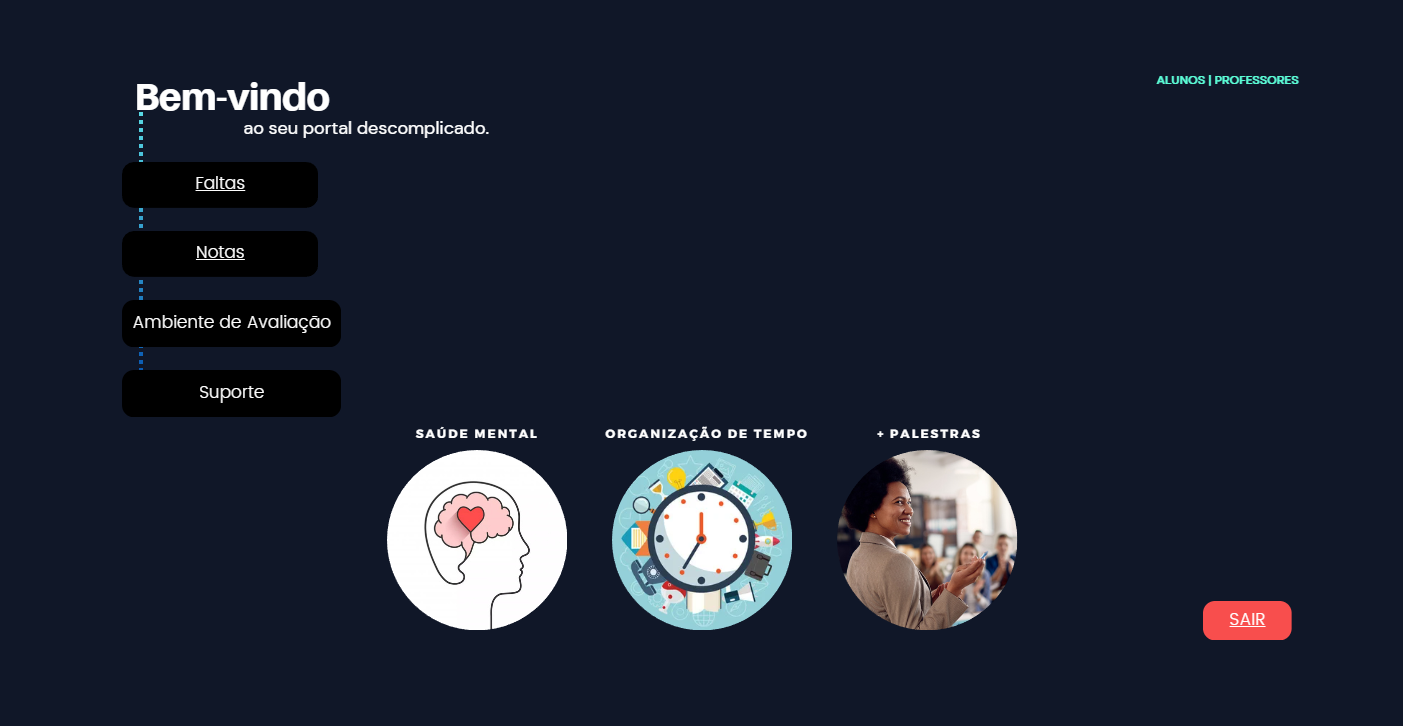 Bem-vindo
ALUNOS | PROFESSORES
ao seu portal descomplicado.
Faltas
Notas
Ambiente de Avaliação
Suporte
SAÚDE MENTAL
ORGANIZAÇÃO DE TEMPO
+ PALESTRAS
SAIR